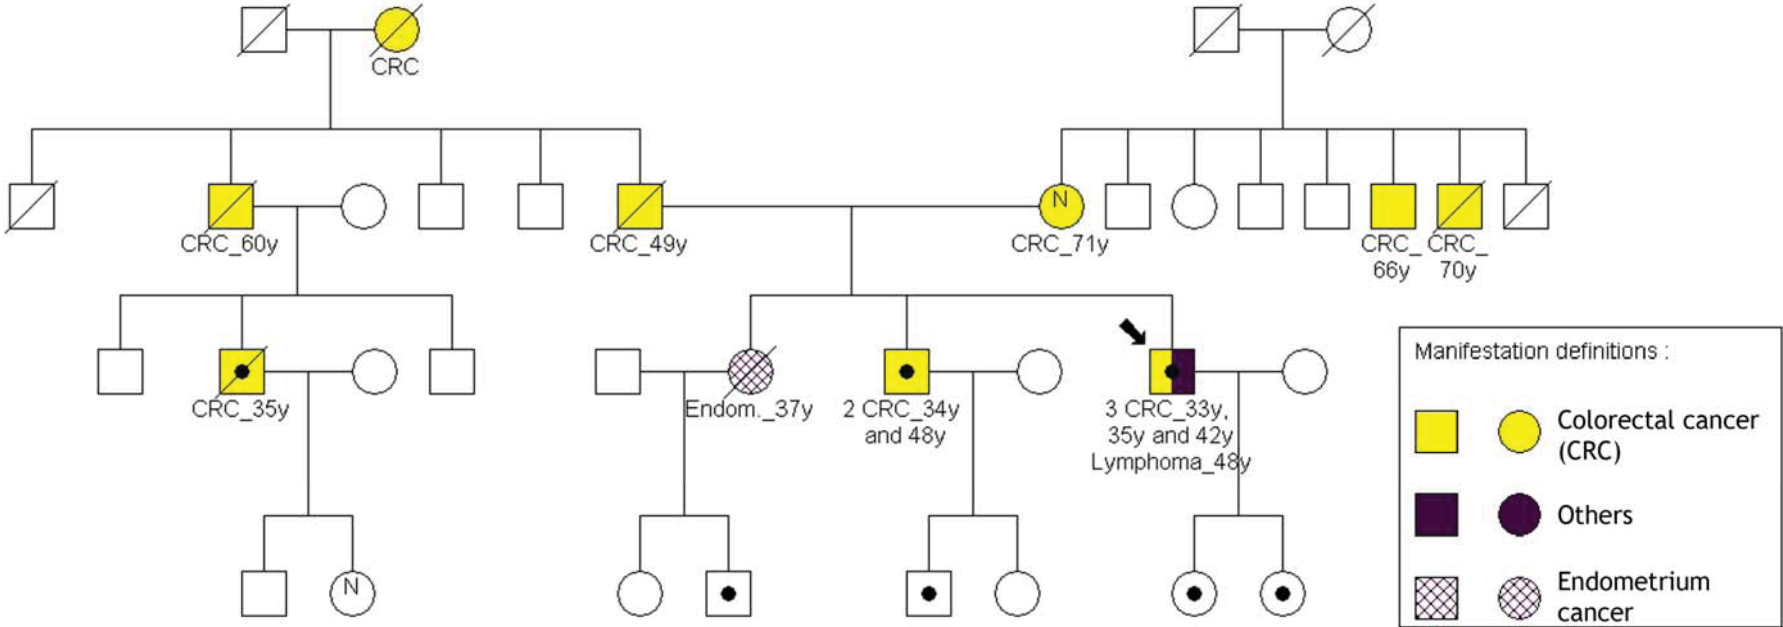 CRC
N
CRC_60y
CRC_49y
CRC_71y
CRC_
66y
CRC_
70y
CRC_35y
Endom._37y
2 CRC_34y
and 48y
3 CRC_33y,
35y and 42y
Lymphoma_48y
N
Manifestation definitions :
Colorectal cancer
(CRC)
Others
Endometrium
cancer